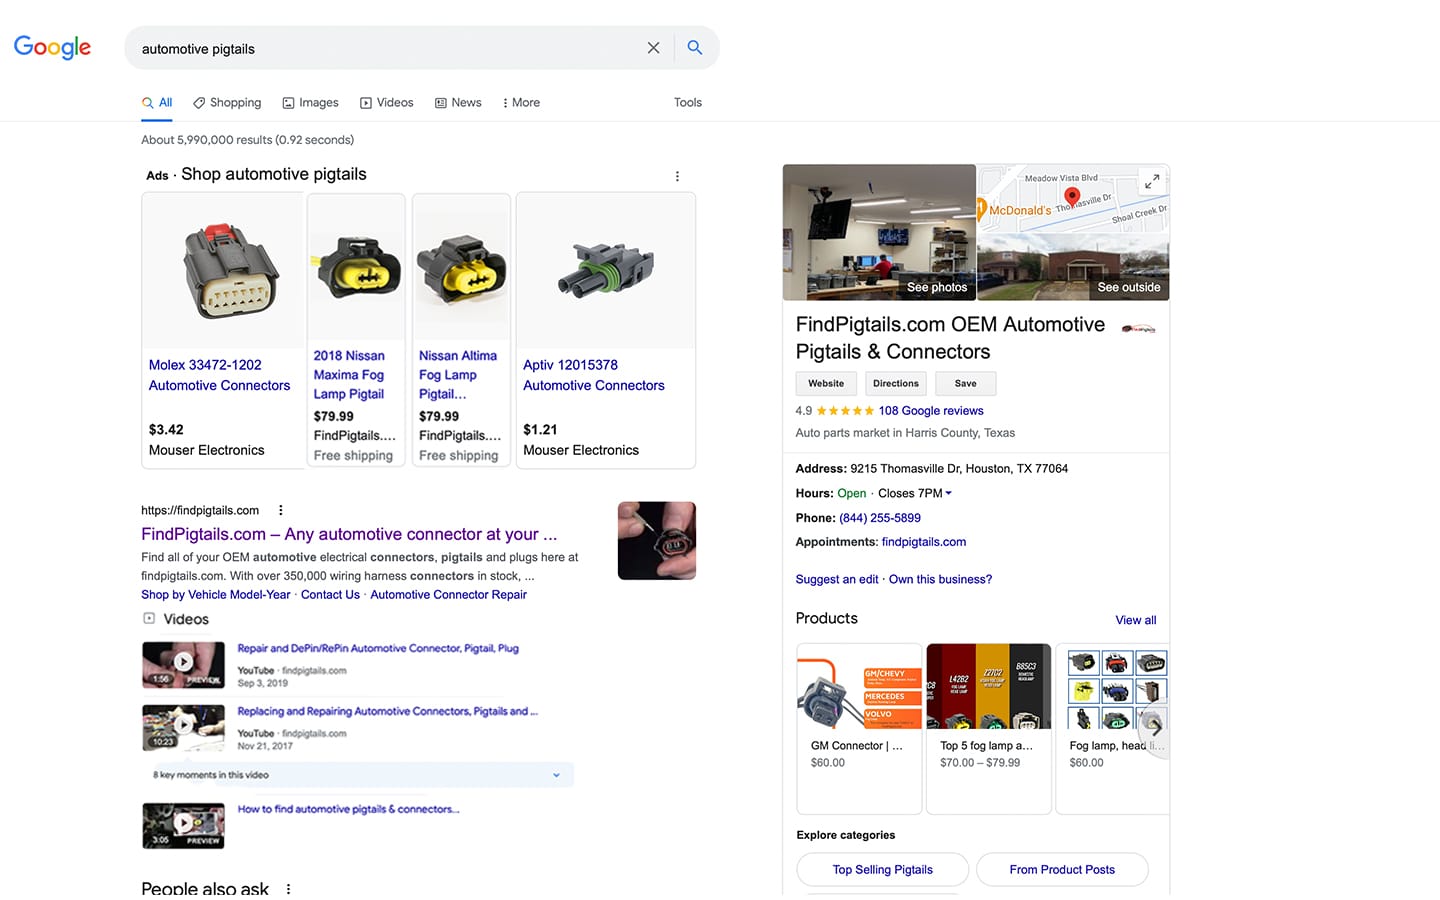 Google
automotive pigtails
All
Shopping
Images
Videos
News
More
Tools
About 5,990,000 results (0.92 seconds)
Ads · Shop automotive pigtails
Molex 33472-1202
Automotive Connectors
$3.42
Mouser Electronics
2018 Nissan
Maxima Fog
Lamp Pigtail
$79.99
FindPigtails....
Free shipping
Nissan Altima
Fog Lamp
Pigtail...
$79.99
FindPigtails....
Free shipping
Aptiv 12015378
Automotive Connectors
$1.21
Mouser Electronics
https://findpigtails.com
FindPigtails.com – Any automotive connector at your ...
Find all of your OEM automotive electrical connectors, pigtails and plugs here at
findpigtails.com. With over 350,000 wiring harness connectors in stock, ...
Shop by Vehicle Model-Year · Contact Us · Automotive Connector Repair
Videos
Repair and DePin/RePin Automotive Connector, Pigtail, Plug
YouTube · findpigtails.com
Sep 3, 2019
1:56 PREVIEW
Replacing and Repairing Automotive Connectors, Pigtails and ...
YouTube · findpigtails.com
Nov 21, 2017
10:23
8 key moments in this video
How to find automotive pigtails & connectors...
3:05 PREVIEW
People also ask
See photos
Meadow Vista Blvd
McDonald's
Thomasville Dr
Shoal Creek Dr
See outside
FindPigtails.com OEM Automotive
Pigtails & Connectors
Website
Directions
Save
4.9 108 Google reviews
Auto parts market in Harris County, Texas
Address: 9215 Thomasville Dr, Houston, TX 77064
Hours: Open · Closes 7PM
Phone: (844) 255-5899
Appointments: findpigtails.com
Suggest an edit · Own this business?
Products
View all
GM/CHEVY
MERCEDES
VOLVO
GM Connector | ...
$60.00
L42B2
Z27C2
B85C3
Top 5 fog lamp a...
$70.00 – $79.99
Fog lamp, head li...
$60.00
Explore categories
Top Selling Pigtails
From Product Posts